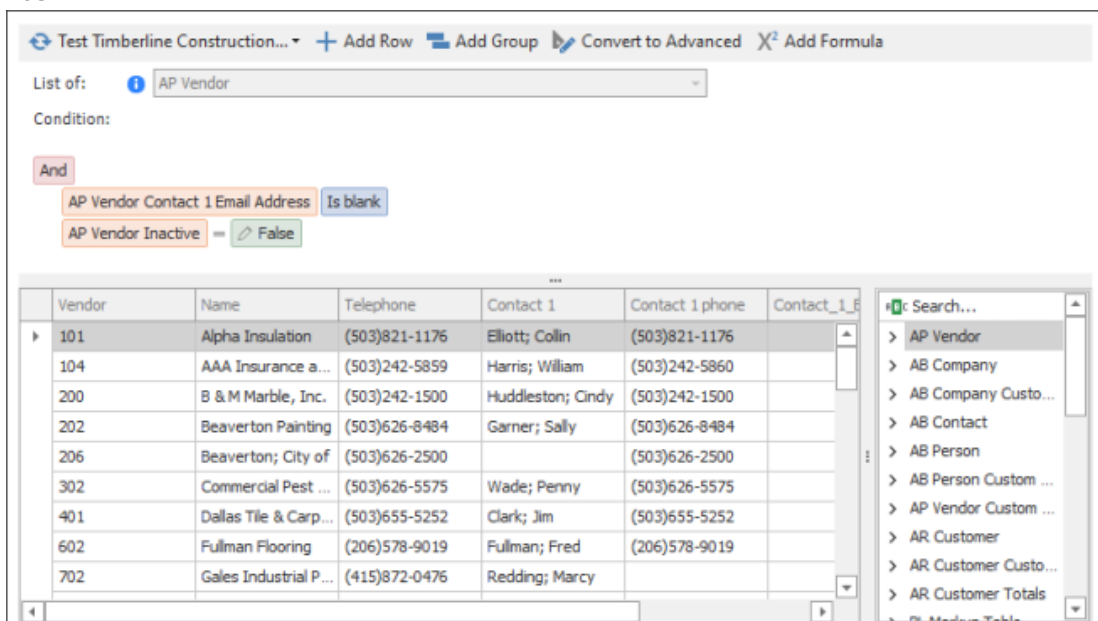 Test Timberline Construction... Add Row Add Group Convert to Advanced X² Add Formula
List of: AP Vendor
Condition:
And
AP Vendor Contact 1 Email Address Is blank
AP Vendor Inactive = False
Vendor Name Telephone Contact 1 Contact 1 phone Contact_1_E
101 Alpha Insulation (503)821-1176 Elliott; Collin (503)821-1176
104 AAA Insurance a... (503)242-5859 Harris; William (503)242-5860
200 B & M Marble, Inc. (503)242-1500 Huddleston; Cindy (503)242-1500
202 Beaverton Painting (503)626-8484 Garner; Sally (503)626-8484
206 Beaverton; City of (503)626-2500 (503)626-2500
302 Commercial Pest ... (503)626-5575 Wade; Penny (503)626-5575
401 Dallas Tile & Carp... (503)655-5252 Clark; Jim (503)655-5252
602 Fullman Flooring (206)578-9019 Fullman; Fred (206)578-9019
702 Gales Industrial P... (415)872-0476 Redding; Marcy
Search...
AP Vendor
AB Company
AB Company Custo...
AB Contact
AB Person
AB Person Custom ...
AP Vendor Custom ...
AR Customer
AR Customer Custo...
AR Customer Totals